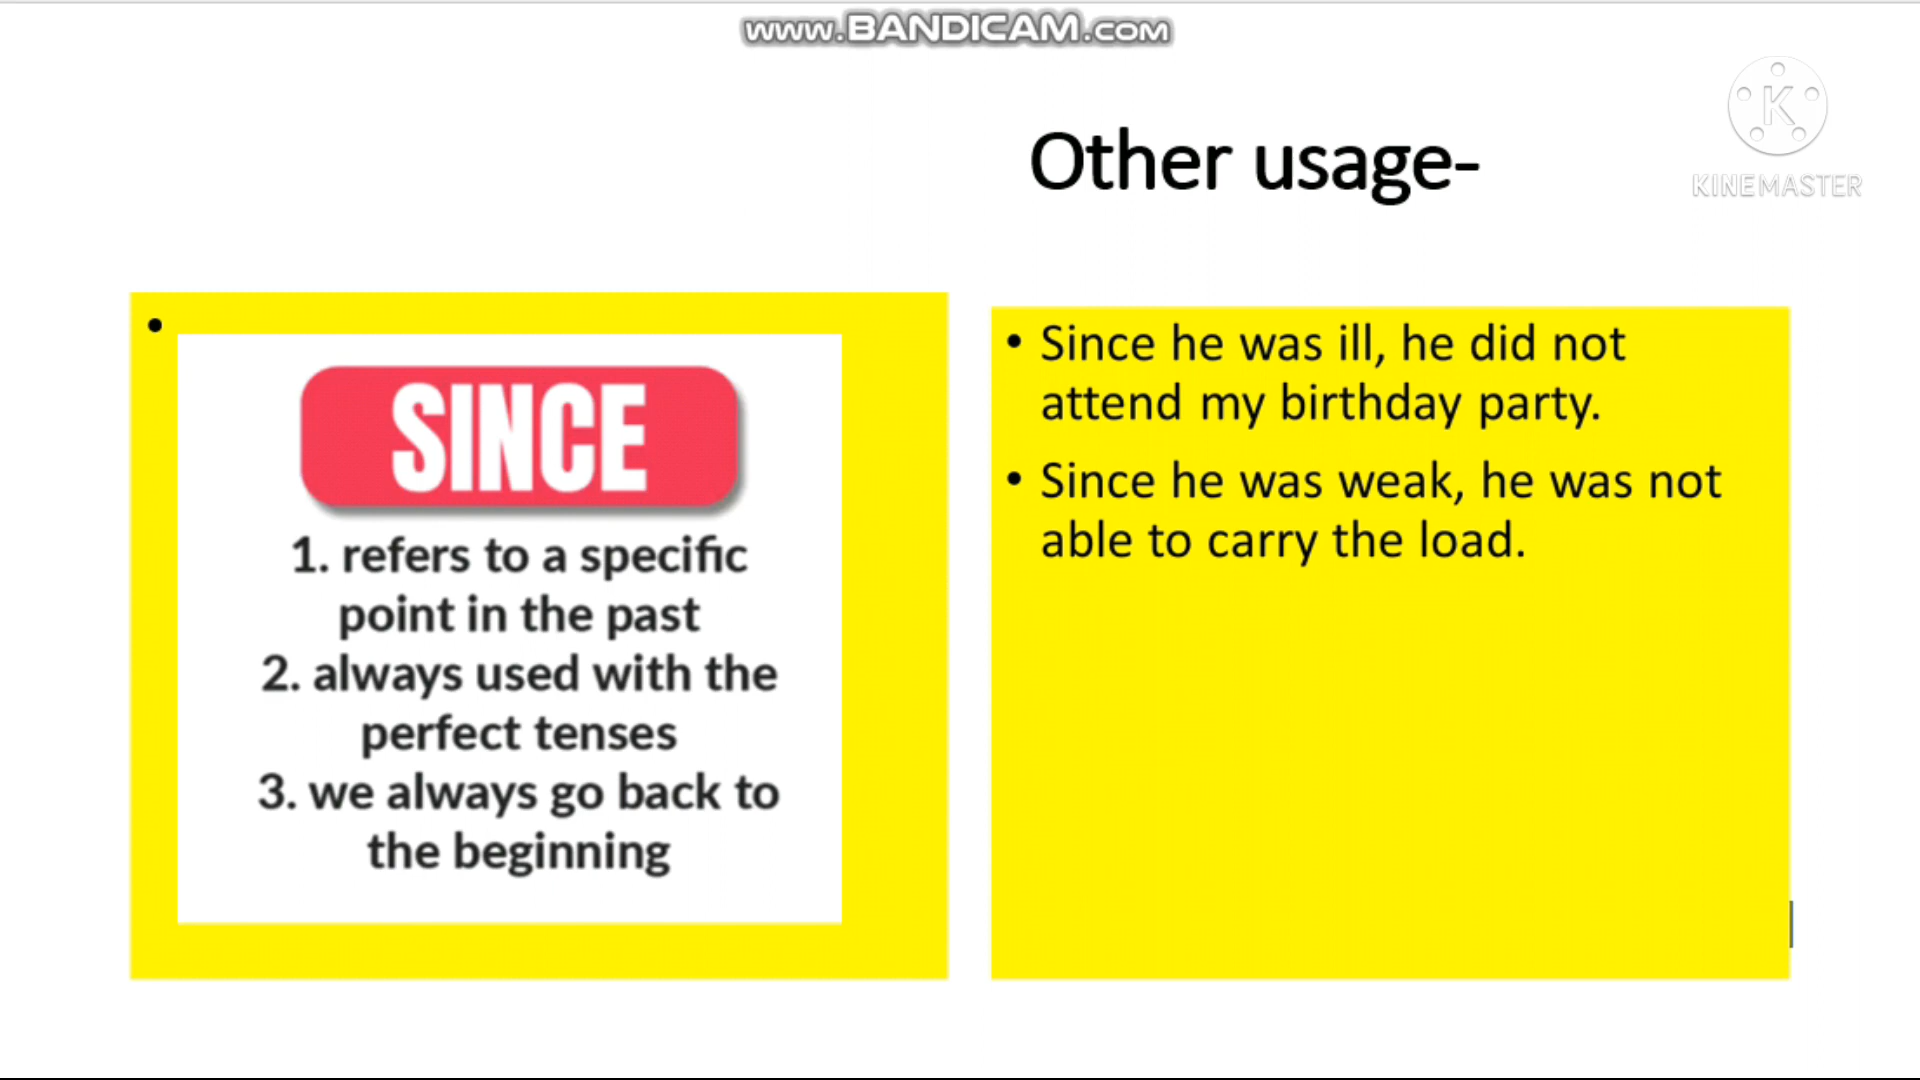 www.BANDICAM.com
Other usage-
K
KINEMASTER
•
SINCE
1. refers to a specific
point in the past
2. always used with the
perfect tenses
3. we always go back to
the beginning
• Since he was ill, he did not
attend my birthday party.
• Since he was weak, he was not
able to carry the load.